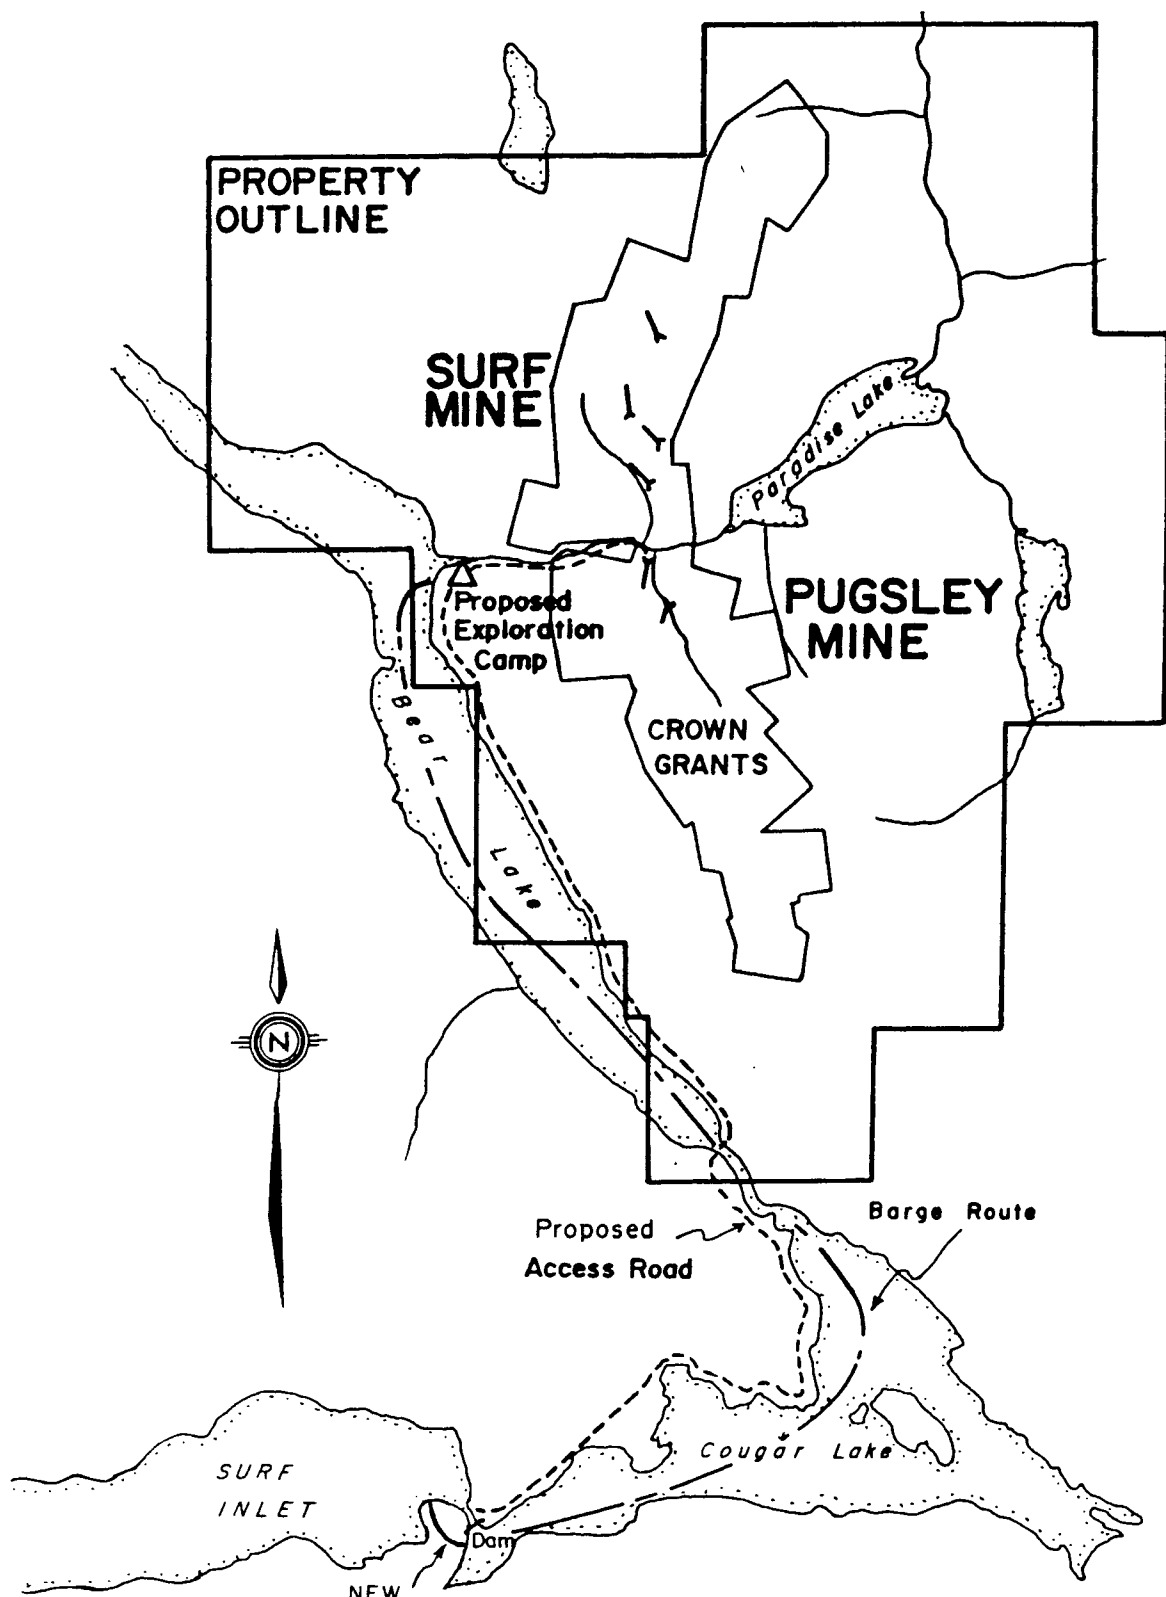 PROPERTY
OUTLINE
SURF
MINE
Paradise Lake
PUGSLEY
MINE
Proposed
Exploration
Camp
Bear
Lake
CROWN
GRANTS
N
Proposed
Access Road
Barge Route
Cougar Lake
SURF
INLET
Dam
NEW